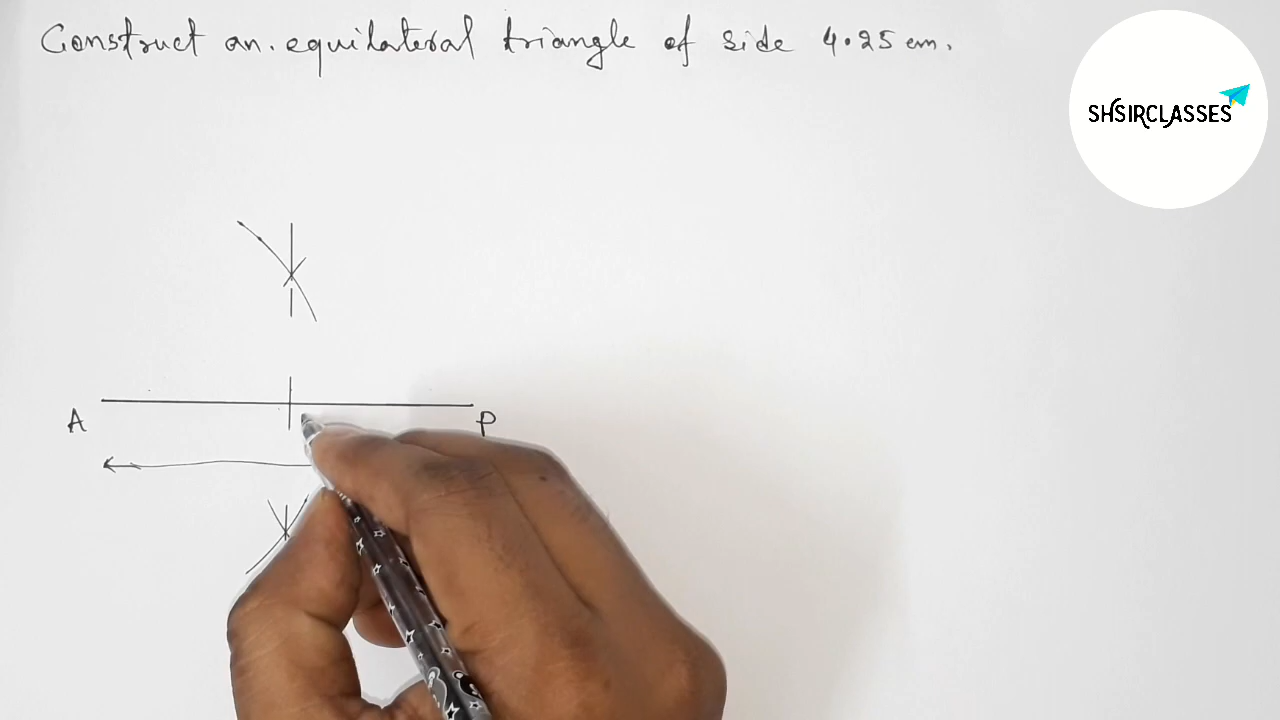 Construct an. equilateral triangle of side 4.25 cm.
SHSIRCLASSES
A
P